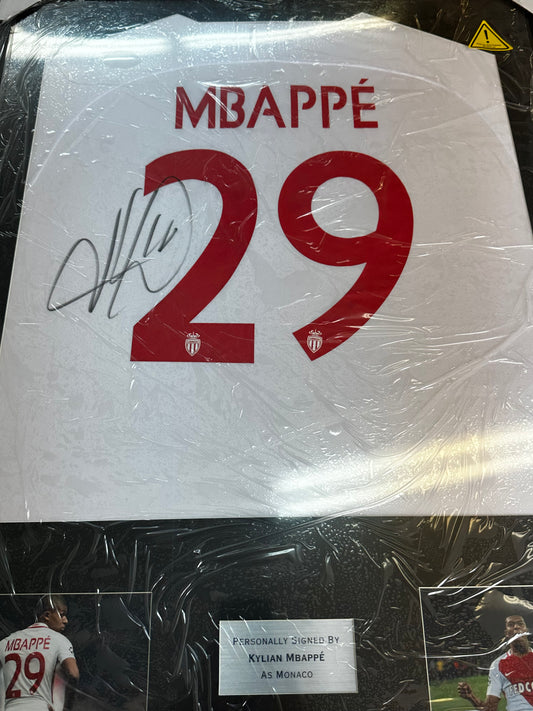 MBAPPÉ
29
PERSONALLY SIGNED BY
KYLIAN MBAPPÉ
AS MONACO
MBAPPÉ
29